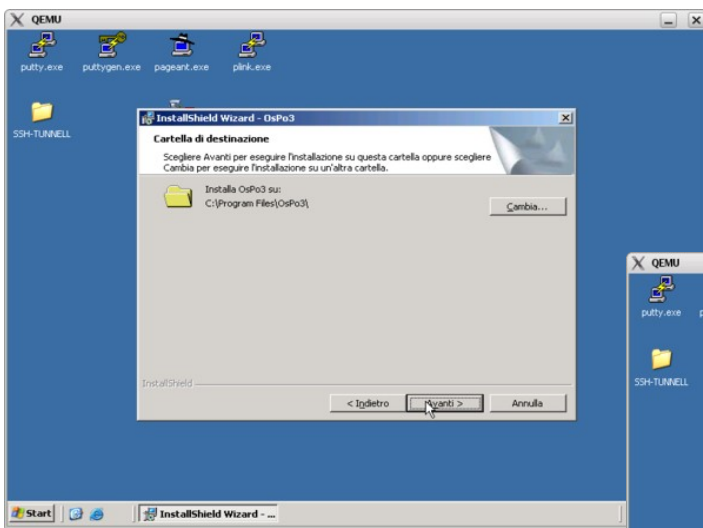 QEMU
putty.exe
puttygen.exe
pageant.exe
plink.exe
SSH-TUNNELL
InstallShield Wizard - OsPo3
Cartella di destinazione
Scegliere Avanti per eseguire l'installazione su questa cartella oppure scegliere
Cambia per eseguire l'installazione su un'altra cartella.
Installa OsPo3 su:
C:\Program Files\OsPo3\
Cambia...
InstallShield
< Indietro
Avanti >
Annulla
Start
InstallShield Wizard - ...
QEMU
putty.exe
p
SSH-TUNNELL